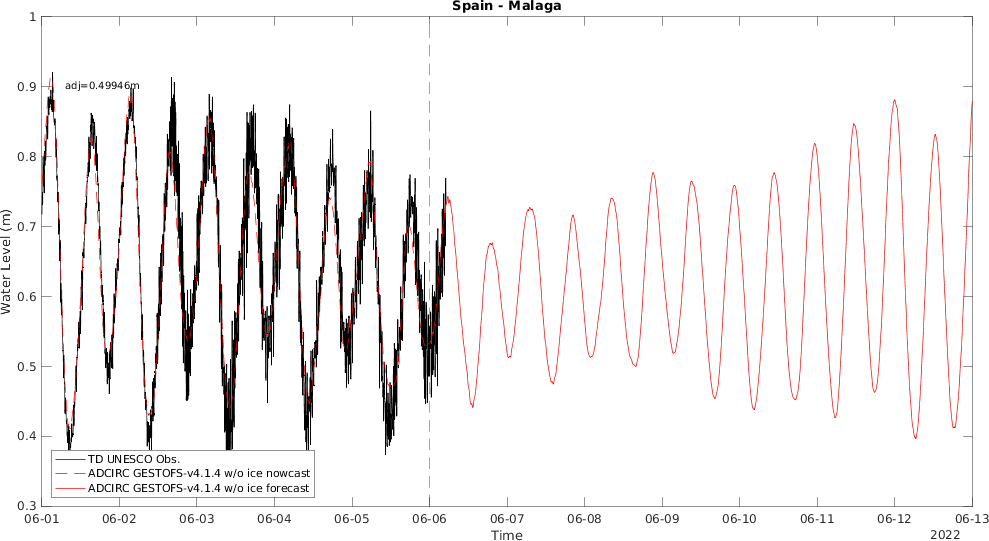 Spain - Malaga
adj=0.49946m
Water Level (m)
1
0.9
0.8
0.7
0.6
0.5
0.4
0.3
TD UNESCO Obs.
ADCIRC GESTOFS-v4.1.4 w/o ice nowcast
ADCIRC GESTOFS-v4.1.4 w/o ice forecast
06-01 06-02 06-03 06-04 06-05 06-06 06-07 06-08 06-09 06-10 06-11 06-12 06-13
Time
2022